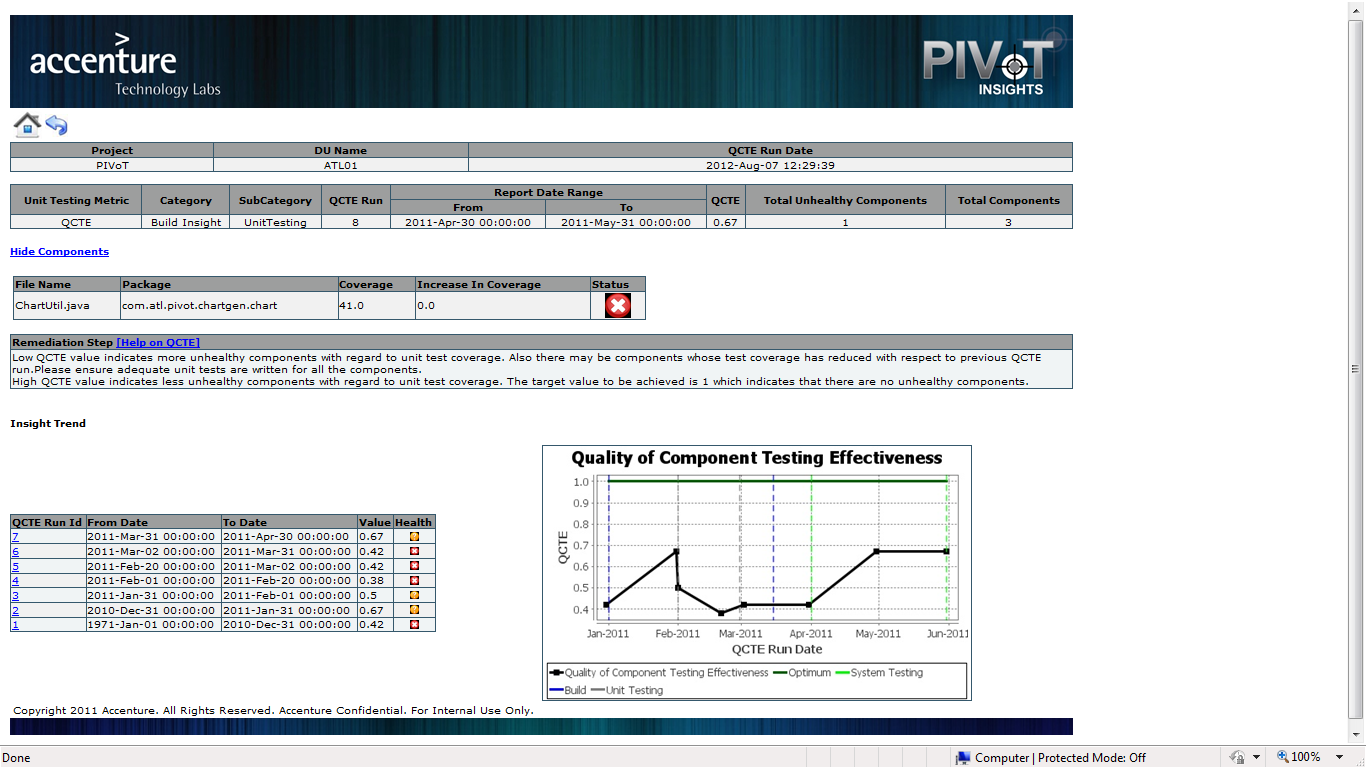 accenture
Technology Labs
PIVoT
INSIGHTS
Project DU Name QCTE Run Date
PIVoT ATL01 2012-Aug-07 12:29:39
Unit Testing Metric Category SubCategory QCTE Run Report Date Range QCTE Total Unhealthy Components Total Components
From To
QCTE Build Insight UnitTesting 8 2011-Apr-30 00:00:00 2011-May-31 00:00:00 0.67 1 3
Hide Components
File Name Package Coverage Increase In Coverage Status
ChartUtil.java com.atl.pivot.chartgen.chart 41.0 0.0
Remediation Step [Help on QCTE]
Low QCTE value indicates more unhealthy components with regard to unit test coverage. Also there may be components whose test coverage has reduced with respect to previous QCTE
run.Please ensure adequate unit tests are written for all the components.
High QCTE value indicates less unhealthy components with regard to unit test coverage. The target value to be achieved is 1 which indicates that there are no unhealthy components.
Insight Trend
QCTE Run Id From Date To Date Value Health
7 2011-Mar-31 00:00:00 2011-Apr-30 00:00:00 0.67
6 2011-Mar-02 00:00:00 2011-Mar-31 00:00:00 0.42
5 2011-Feb-20 00:00:00 2011-Mar-02 00:00:00 0.42
4 2011-Feb-01 00:00:00 2011-Feb-20 00:00:00 0.38
3 2011-Jan-31 00:00:00 2011-Feb-01 00:00:00 0.5
2 2010-Dec-31 00:00:00 2011-Jan-31 00:00:00 0.67
1 1971-Jan-01 00:00:00 2010-Dec-31 00:00:00 0.42
Quality of Component Testing Effectiveness
1.0
0.9
0.8
0.7
0.6
0.5
0.4
QCTE
Jan-2011 Feb-2011 Mar-2011 Apr-2011 May-2011 Jun-2011
QCTE Run Date
Quality of Component Testing Effectiveness Optimum System Testing
Build Unit Testing
Copyright 2011 Accenture. All Rights Reserved. Accenture Confidential. For Internal Use Only.
Done Computer | Protected Mode: Off 100%